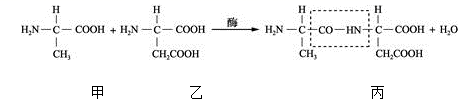 H H 酶 H H
H₂N—C—COOH + H₂N—C—COOH → H₂N—C—CO—HN—C—COOH + H₂O
CH₃ CH₂COOH CH₃ CH₂COOH
甲 乙 丙